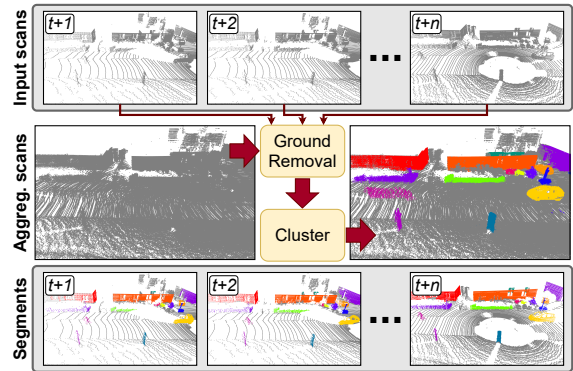 Input scans
t+1
t+2
...
t+n
Aggreg. scans
Ground
Removal
Cluster
Segments
t+1
t+2
...
t+n